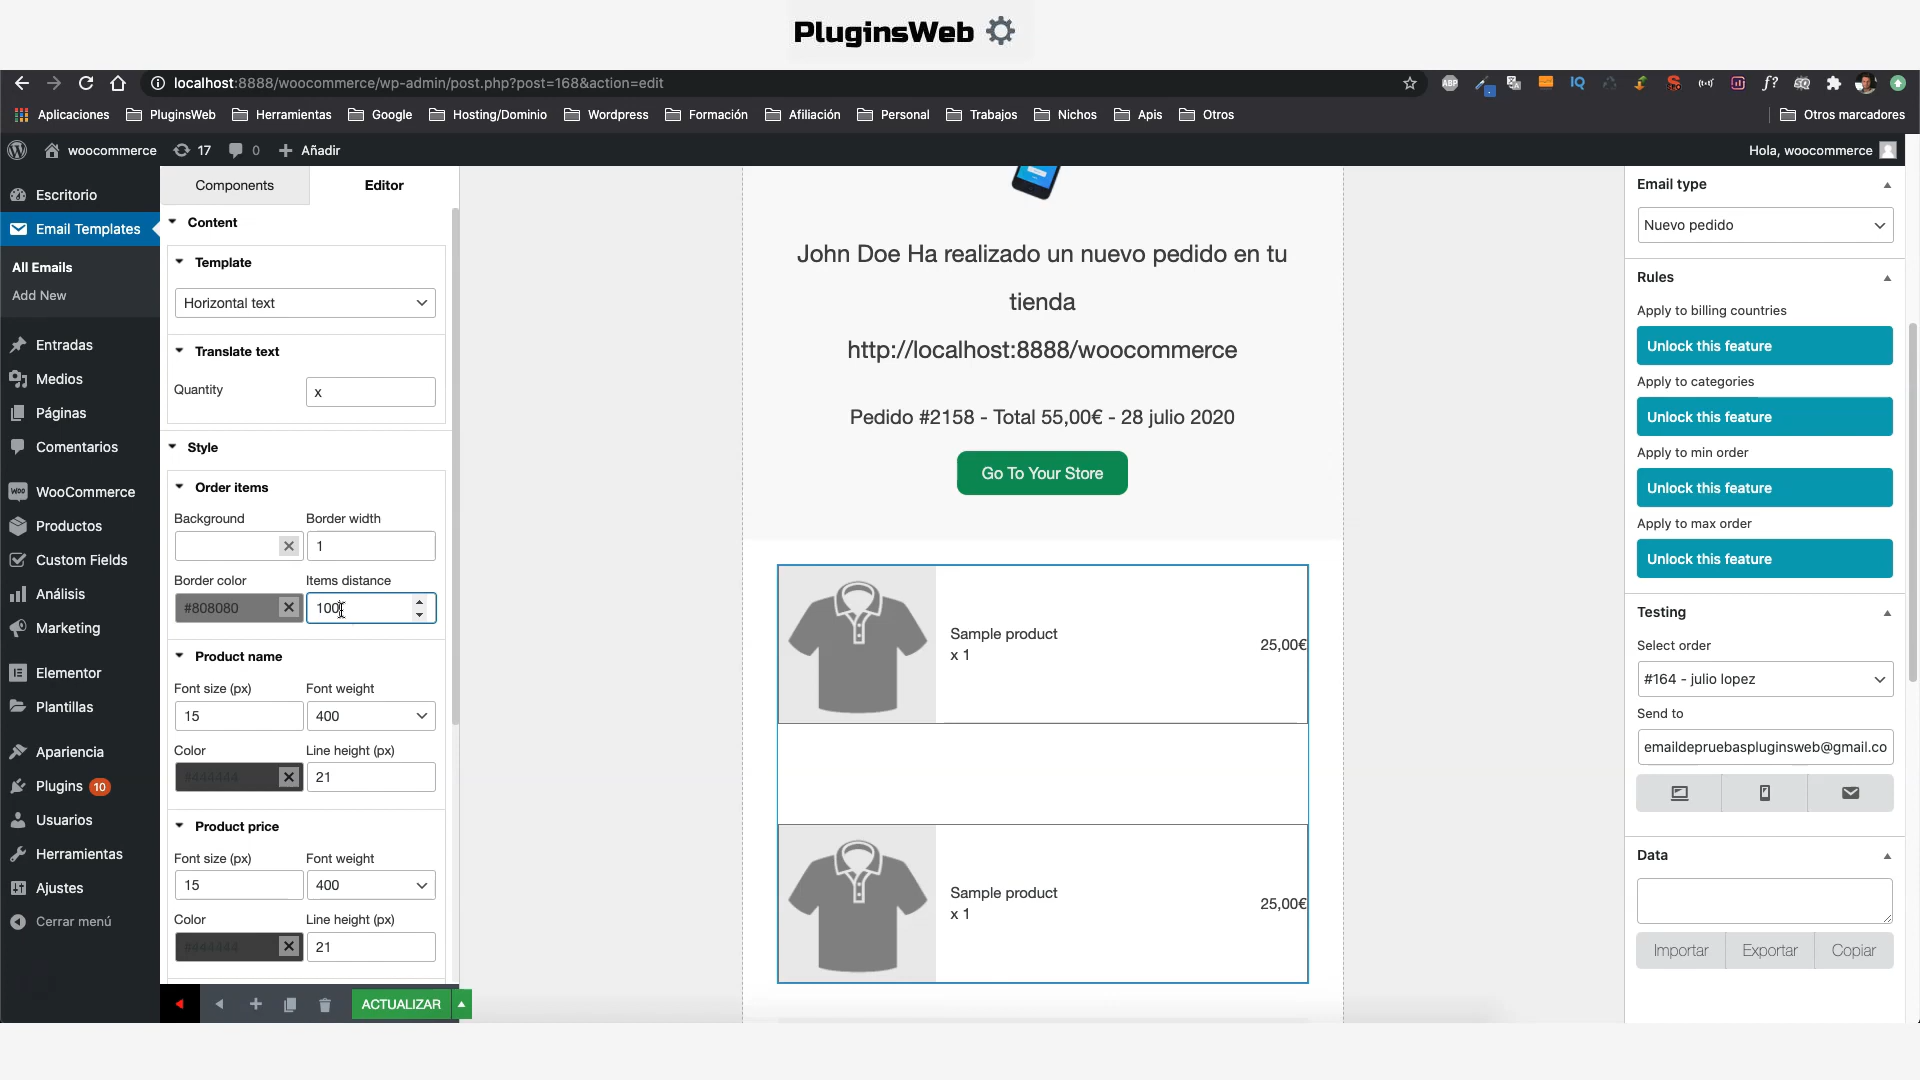 PluginsWeb
localhost:8888/woocommerce/wp-admin/post.php?post=168&action=edit
Aplicaciones PluginsWeb Herramientas Google Hosting/Dominio Wordpress Formación Afiliación Personal Trabajos Nichos Apis Otros Otros marcadores
woocommerce 17 0 Añadir Hola, woocommerce
Escritorio
Email Templates
All Emails
Add New
Entradas
Medios
Páginas
Comentarios
WooCommerce
Productos
Custom Fields
Análisis
Marketing
Elementor
Plantillas
Apariencia
Plugins 10
Usuarios
Herramientas
Ajustes
Cerrar menú
Components Editor
Content
Template
Horizontal text
Translate text
Quantity x
Style
Order items
Background Border width
1
Border color Items distance
#808080 100
Product name
Font size (px) Font weight
15 400
Color Line height (px)
#444444 21
Product price
Font size (px) Font weight
15 400
Color Line height (px)
#444444 21
ACTUALIZAR
John Doe Ha realizado un nuevo pedido en tu
tienda
http://localhost:8888/woocommerce
Pedido #2158 - Total 55,00€ - 28 julio 2020
Go To Your Store
Sample product
x 1
25,00€
Sample product
x 1
25,00€
Email type
Nuevo pedido
Rules
Apply to billing countries
Unlock this feature
Apply to categories
Unlock this feature
Apply to min order
Unlock this feature
Apply to max order
Unlock this feature
Testing
Select order
#164 - julio lopez
Send to
emaildepruebaspluginsweb@gmail.co
Data
Importar Exportar Copiar